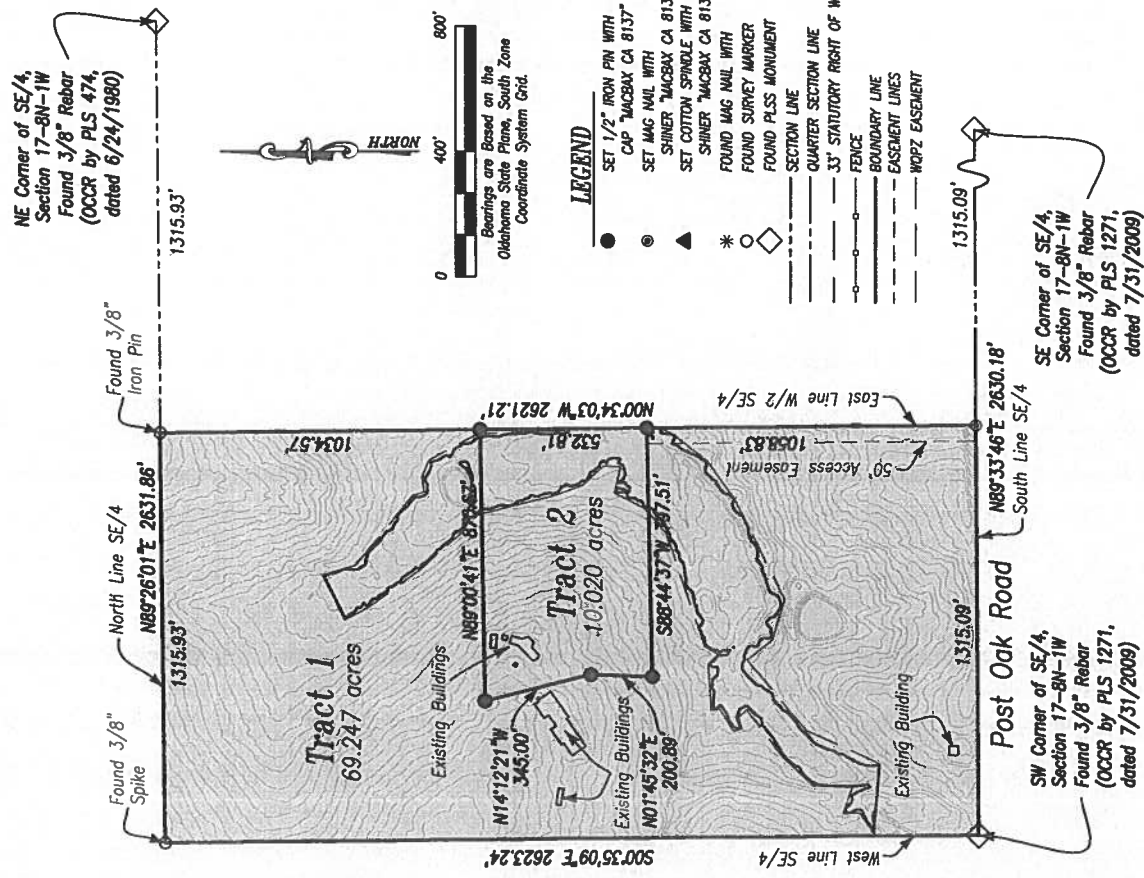 NE Corner of SE/4,
Section 17-8N-1W
Found 3/8" Rebar
(OCCR by PLS 474,
dated 6/24/1980)
Found 3/8"
Iron Pin
1315.93'
North Line SE/4
N89°26'01"E 2631.86'
Found 3/8"
Spike
1315.93'
NORTH
0
400'
800'
Bearings are Based on the
Oklahoma State Plane, South Zone
Coordinate System Grid.
LEGEND
SET 1/2" IRON PIN WITH
CAP "MACBAX CA 8137"
SET MAG NAIL WITH
SHINER "MACBAX CA 813
SET COTTON SPINDLE WITH
SHINER "MACBAX CA 813
FOUND MAG NAIL WITH
FOUND SURVEY MARKER
FOUND PLSS MONUMENT
SECTION LINE
QUARTER SECTION LINE
33' STATUTORY RIGHT OF W
FENCE
BOUNDARY LINE
EASEMENT LINES
WQPZ EASEMENT
1034.57'
N00°34'03"W 2621.21'
532.81'
East Line W/2 SE/4
1058.83'
50' Access Easement
Tract 1
69.247 acres
Existing Buildings
N89°00'41"E
Tract 2
10.020 acres
N14°12'21"W
345.00'
Existing Buildings
N01°45'32"E
200.89'
S88°44'37"W
S00°35'09"E 2623.24'
West Line SE/4
Existing Building
1315.09'
N89°33'46"E 2630.18'
South Line SE/4
1315.09'
Post Oak Road
SW Corner of SE/4,
Section 17-8N-1W
Found 3/8" Rebar
(OCCR by PLS 1271,
dated 7/31/2009)
SE Corner of SE/4,
Section 17-8N-1W
Found 3/8" Rebar
(OCCR by PLS 1271,
dated 7/31/2009)